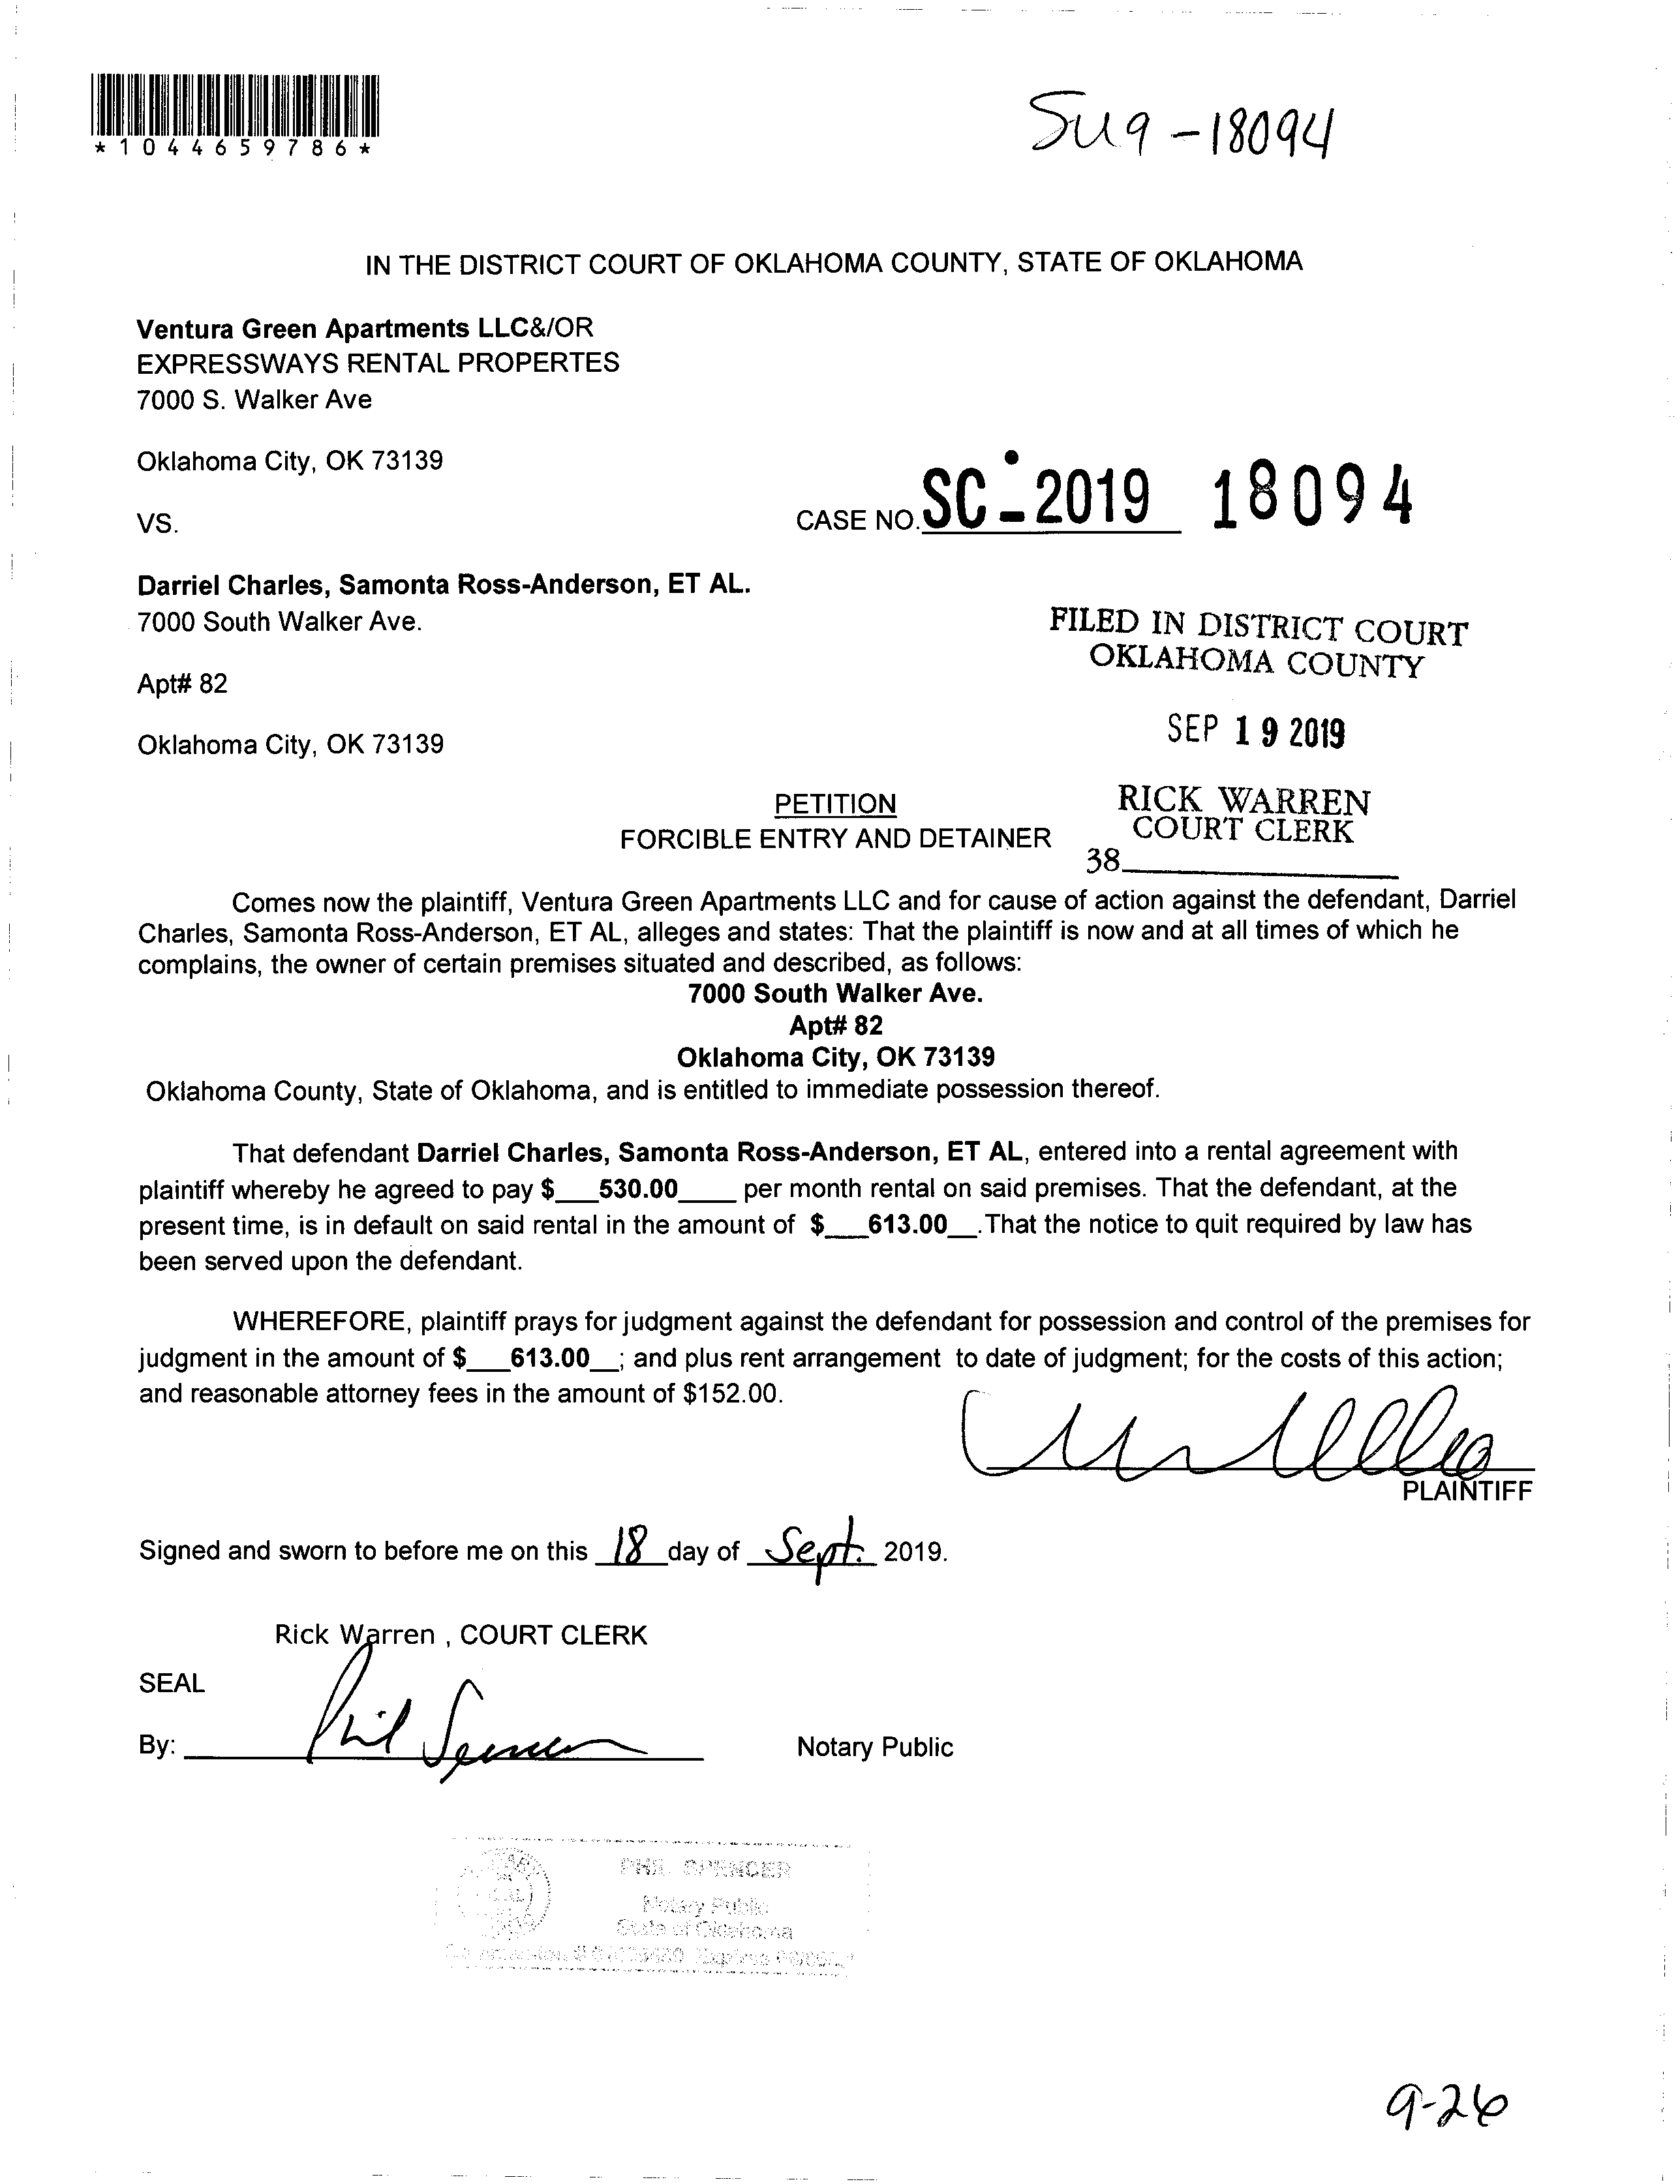 *1044659786*
SC19-18094
IN THE DISTRICT COURT OF OKLAHOMA COUNTY, STATE OF OKLAHOMA
Ventura Green Apartments LLC&/OR
EXPRESSWAYS RENTAL PROPERTES
7000 S. Walker Ave
Oklahoma City, OK 73139
VS.
CASE NO. SC-2019 18094
Darriel Charles, Samonta Ross-Anderson, ET AL.
7000 South Walker Ave.
Apt# 82
Oklahoma City, OK 73139
FILED IN DISTRICT COURT
OKLAHOMA COUNTY
SEP 19 2019
RICK WARREN
COURT CLERK
38
PETITION
FORCIBLE ENTRY AND DETAINER
Comes now the plaintiff, Ventura Green Apartments LLC and for cause of action against the defendant, Darriel
Charles, Samonta Ross-Anderson, ET AL, alleges and states: That the plaintiff is now and at all times of which he
complains, the owner of certain premises situated and described, as follows:
7000 South Walker Ave.
Apt# 82
Oklahoma City, OK 73139
Oklahoma County, State of Oklahoma, and is entitled to immediate possession thereof.
That defendant Darriel Charles, Samonta Ross-Anderson, ET AL, entered into a rental agreement with
plaintiff whereby he agreed to pay $___530.00____ per month rental on said premises. That the defendant, at the
present time, is in default on said rental in the amount of $___613.00__.That the notice to quit required by law has
been served upon the defendant.
WHEREFORE, plaintiff prays for judgment against the defendant for possession and control of the premises for
judgment in the amount of $___613.00__; and plus rent arrangement to date of judgment; for the costs of this action;
and reasonable attorney fees in the amount of $152.00.
PLAINTIFF
Signed and sworn to before me on this 18 day of Sept. 2019.
Rick Warren , COURT CLERK
SEAL
By: Phil Spencer Notary Public
PHIL SPENCER
Notary Public
State of Oklahoma
9-26